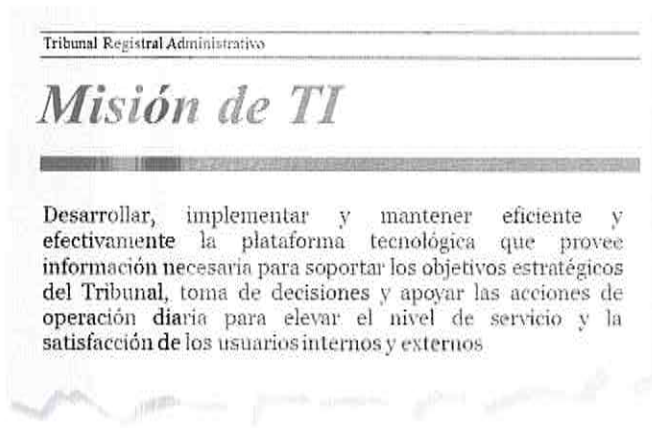 Tribunal Registral Administrativo
Misión de TI
Desarrollar, implementar y mantener eficiente y
efectivamente la plataforma tecnológica que provee
información necesaria para soportar los objetivos estratégicos
del Tribunal, toma de decisiones y apoyar las acciones de
operación diaria para elevar el nivel de servicio y la
satisfacción de los usuarios internos y externos